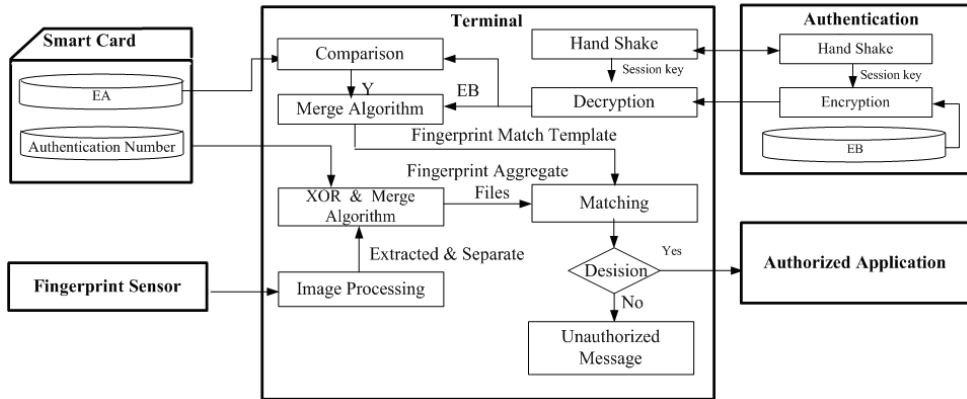 Smart Card
EA
Authentication Number
Fingerprint Sensor
Terminal
Comparison
Y
Merge Algorithm
EB
Hand Shake
Session key
Decryption
Fingerprint Match Template
Fingerprint Aggregate
Files
XOR & Merge
Algorithm
Matching
Extracted & Separate
Image Processing
Desision
Yes
No
Unauthorized
Message
Authentication
Hand Shake
Session key
Encryption
EB
Authorized Application